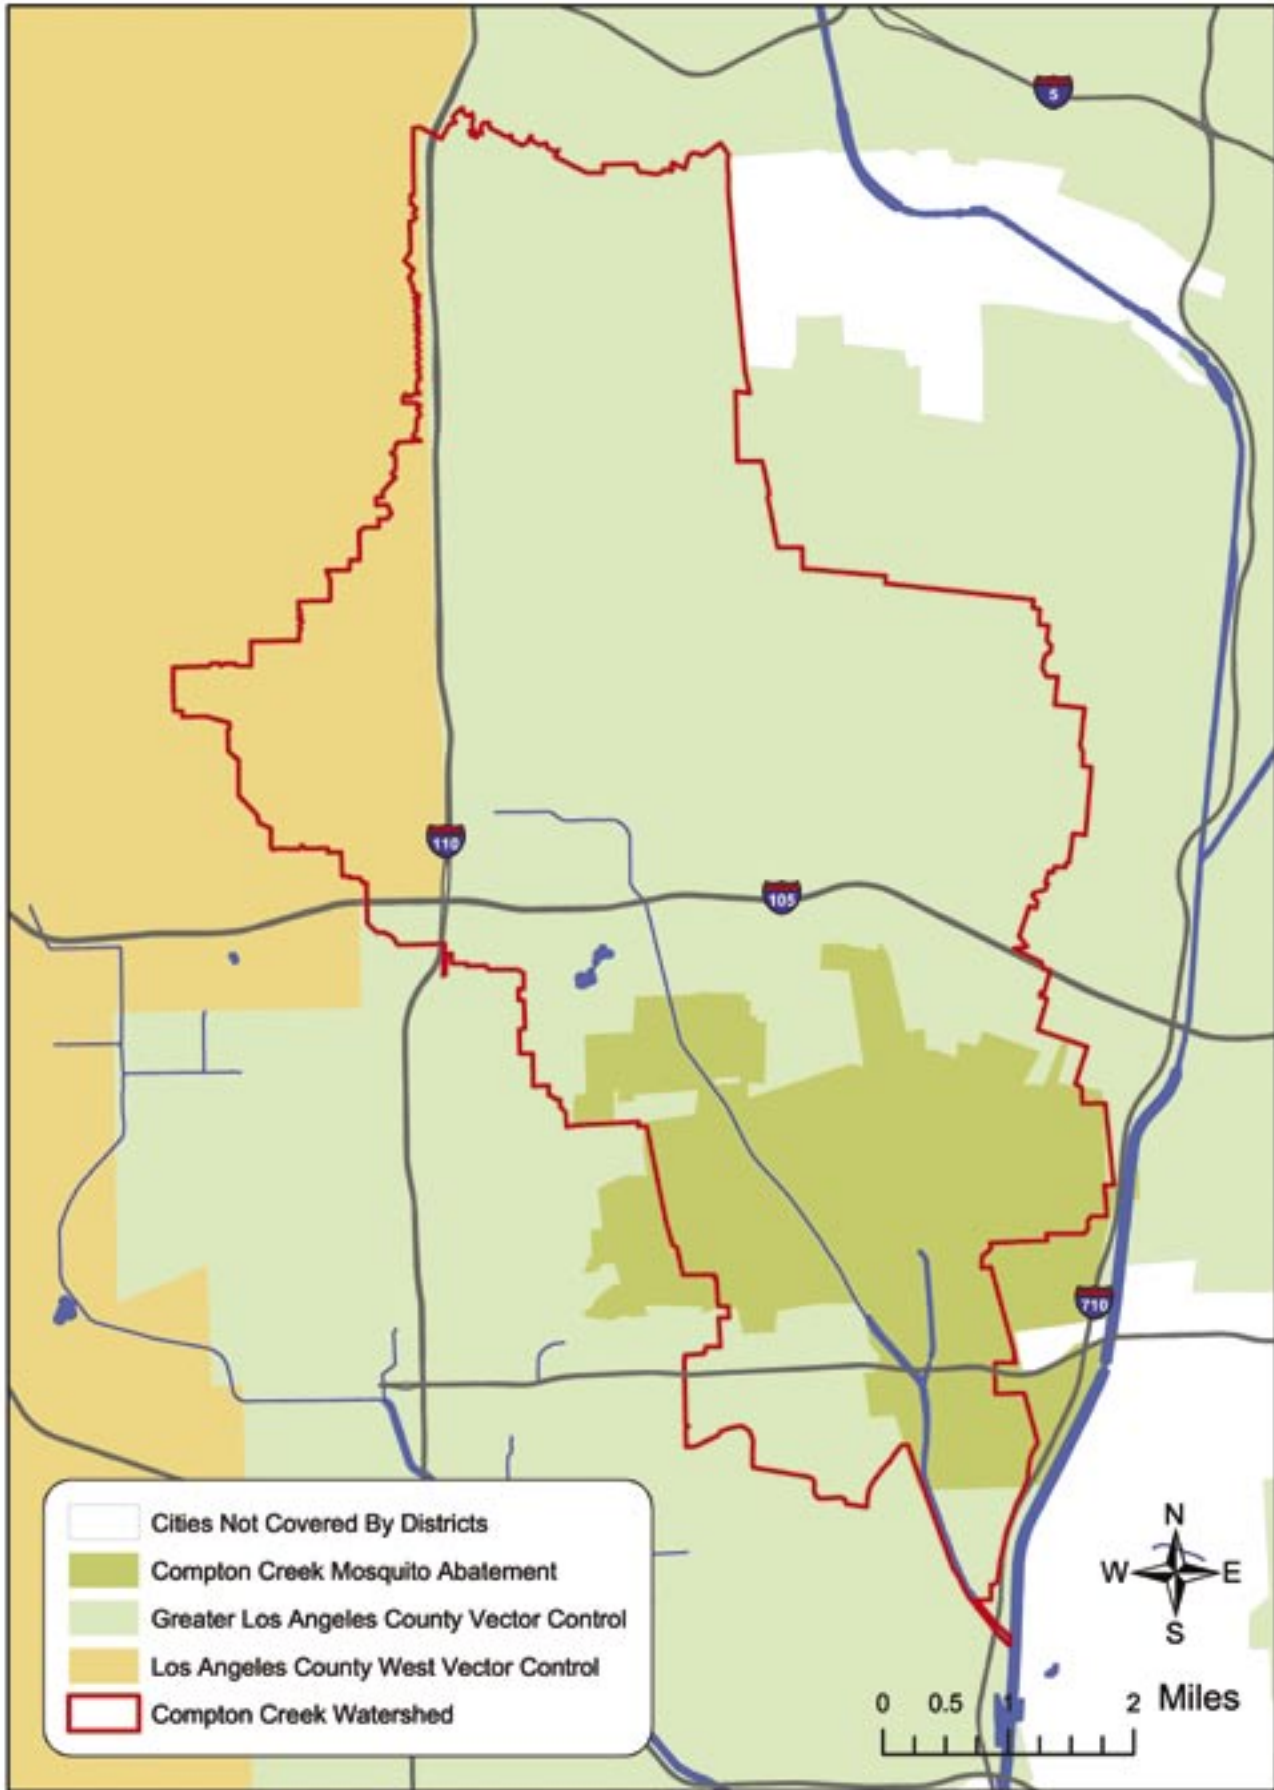 5
110
105
710
Cities Not Covered By Districts
Compton Creek Mosquito Abatement
Greater Los Angeles County Vector Control
Los Angeles County West Vector Control
Compton Creek Watershed
N
W E
S
0 0.5 1 2 Miles